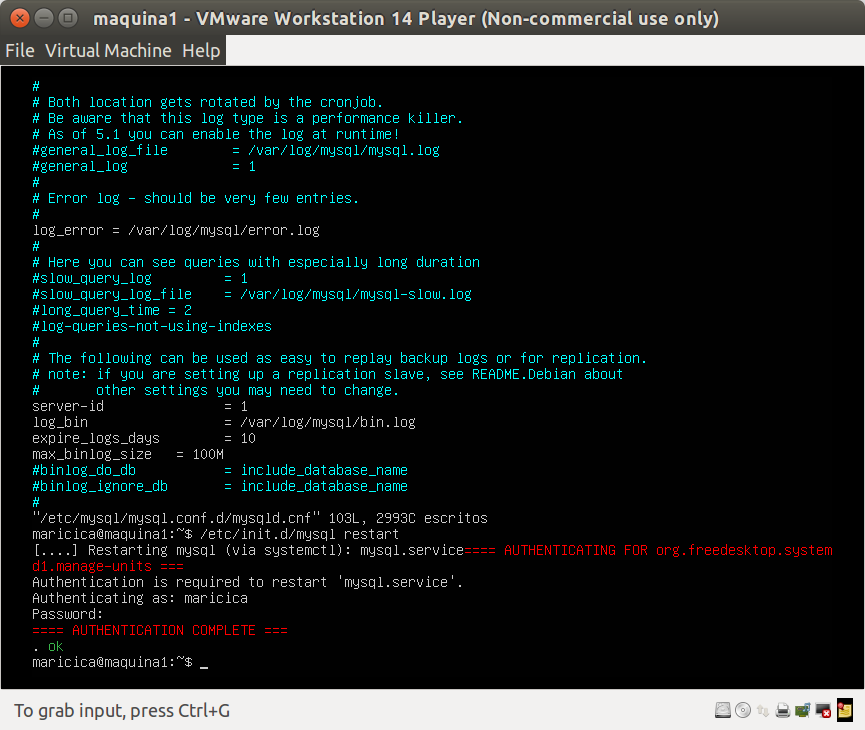 maquina1 - VMware Workstation 14 Player (Non-commercial use only)
File Virtual Machine Help
#
# Both location gets rotated by the cronjob.
# Be aware that this log type is a performance killer.
# As of 5.1 you can enable the log at runtime!
#general_log_file        = /var/log/mysql/mysql.log
#general_log             = 1
#
# Error log - should be very few entries.
#
log_error = /var/log/mysql/error.log
#
# Here you can see queries with especially long duration
#slow_query_log         = 1
#slow_query_log_file    = /var/log/mysql/mysql-slow.log
#long_query_time = 2
#log-queries-not-using-indexes
#
# The following can be used as easy to replay backup logs or for replication.
# note: if you are setting up a replication slave, see README.Debian about
#       other settings you may need to change.
server-id               = 1
log_bin                 = /var/log/mysql/bin.log
expire_logs_days        = 10
max_binlog_size   = 100M
#binlog_do_db           = include_database_name
#binlog_ignore_db       = include_database_name
#
"/etc/mysql/mysql.conf.d/mysqld.cnf" 103L, 2993C escritos
maricica@maquina1:~$ /etc/init.d/mysql restart
[....] Restarting mysql (via systemctl): mysql.service==== AUTHENTICATING FOR org.freedesktop.system
d1.manage-units ===
Authentication is required to restart 'mysql.service'.
Authenticating as: maricica
Password:
==== AUTHENTICATION COMPLETE ===
. ok
maricica@maquina1:~$ _
To grab input, press Ctrl+G